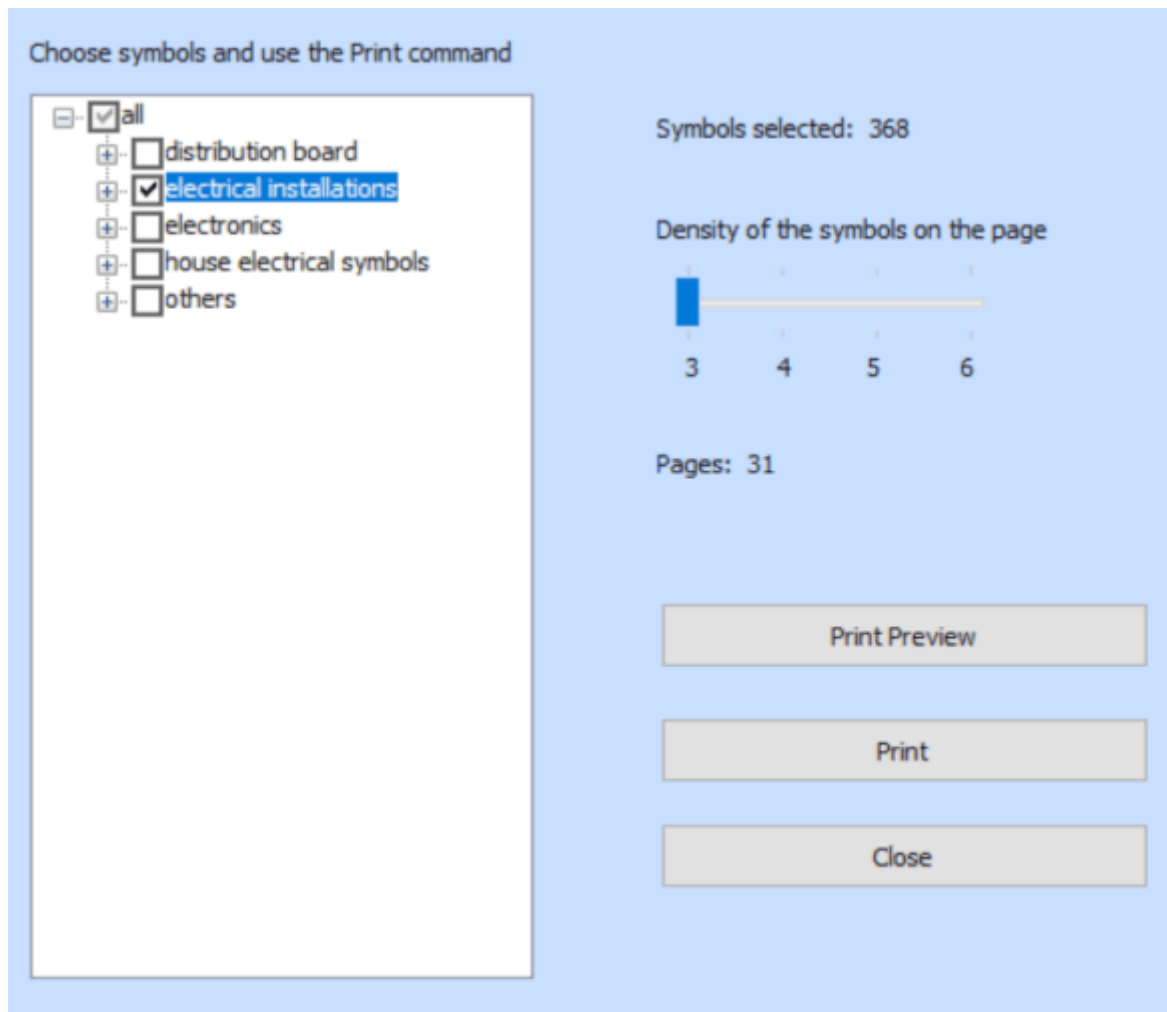 Choose symbols and use the Print command
all
distribution board
electrical installations
electronics
house electrical symbols
others
Symbols selected: 368
Density of the symbols on the page
3 4 5 6
Pages: 31
Print Preview
Print
Close